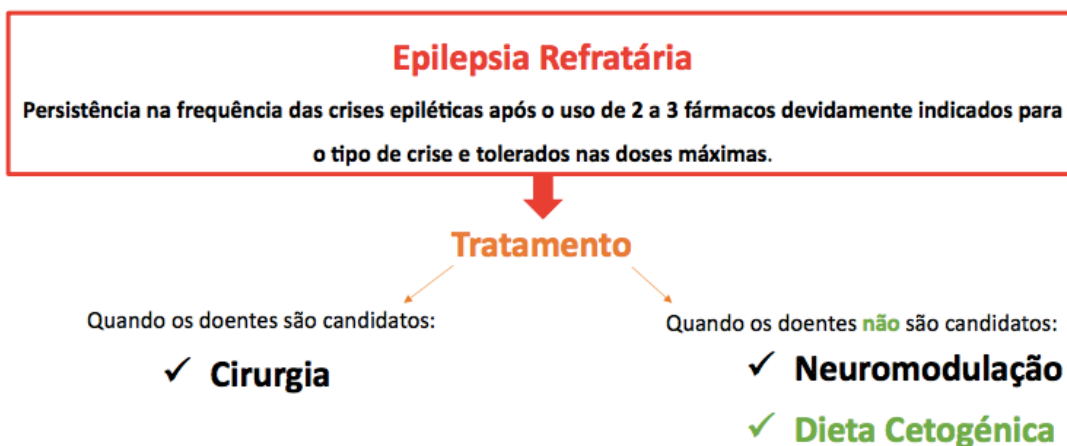 Epilepsia Refratária
Persistência na frequência das crises epiléticas após o uso de 2 a 3 fármacos devidamente indicados para
o tipo de crise e tolerados nas doses máximas.
Tratamento
Quando os doentes são candidatos:
✓ Cirurgia
Quando os doentes não são candidatos:
✓ Neuromodulação
✓ Dieta Cetogénica